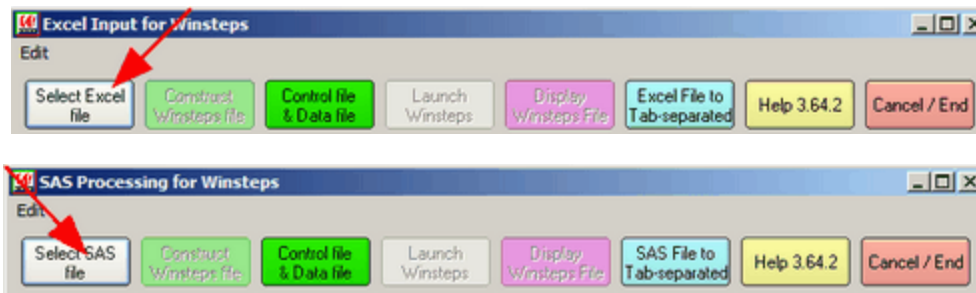 Excel Input for Winsteps
Edit
Select Excel file
Construct Winsteps file
Control file & Data file
Launch Winsteps
Display Winsteps File
Excel File to Tab-separated
Help 3.64.2
Cancel / End
SAS Processing for Winsteps
Edit
Select SAS file
Construct Winsteps file
Control file & Data file
Launch Winsteps
Display Winsteps File
SAS File to Tab-separated
Help 3.64.2
Cancel / End